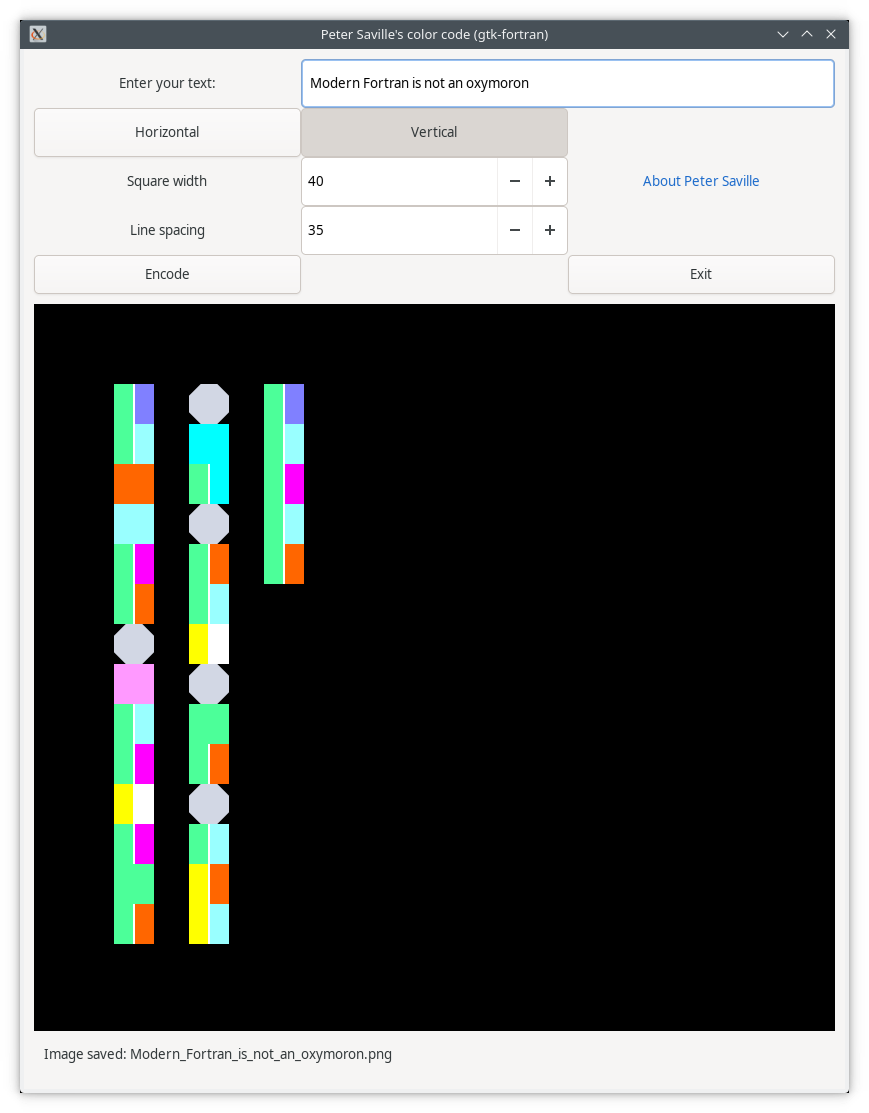 Peter Saville's color code (gtk-fortran)
Enter your text: Modern Fortran is not an oxymoron
Horizontal Vertical
Square width 40 About Peter Saville
Line spacing 35
Encode Exit
Image saved: Modern_Fortran_is_not_an_oxymoron.png